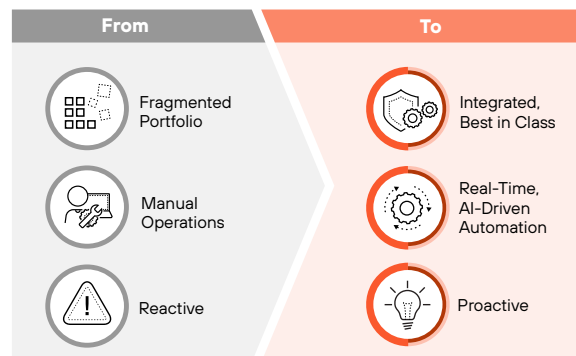 From
To
Fragmented
Portfolio
Integrated,
Best in Class
Manual
Operations
Real-Time,
AI-Driven
Automation
!
Reactive
Proactive